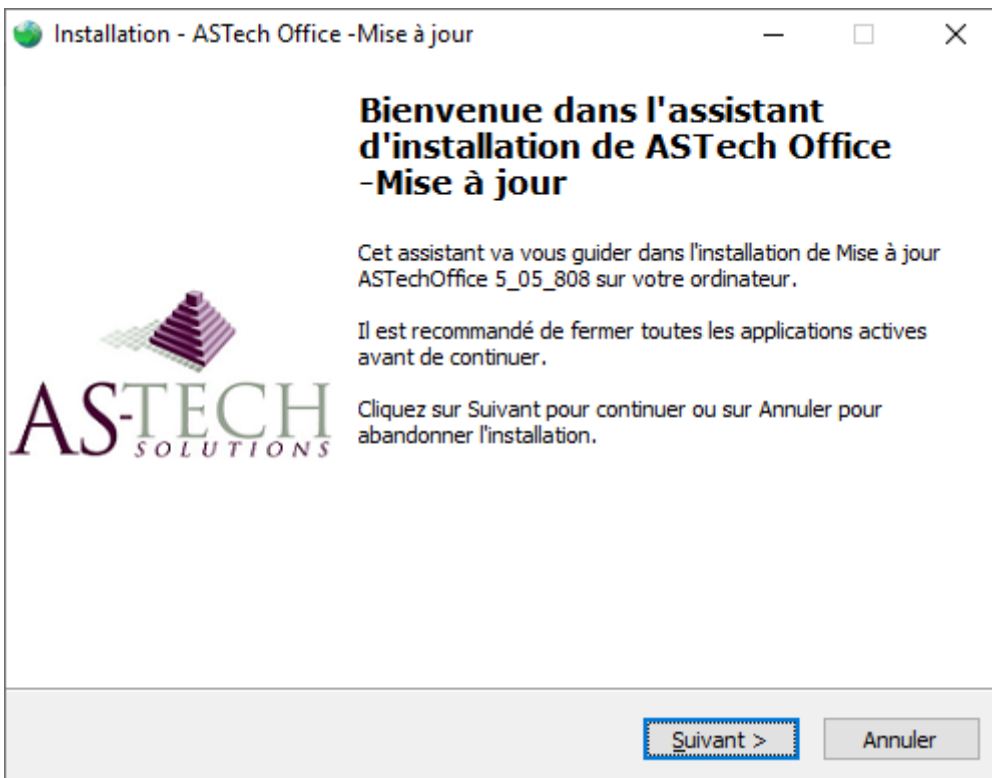 Installation - ASTech Office -Mise à jour
Bienvenue dans l'assistant
d'installation de ASTech Office
-Mise à jour
Cet assistant va vous guider dans l'installation de Mise à jour
ASTechOffice 5_05_808 sur votre ordinateur.
Il est recommandé de fermer toutes les applications actives
avant de continuer.
Cliquez sur Suivant pour continuer ou sur Annuler pour
abandonner l'installation.
AS-TECH
SOLUTIONS
Suivant >
Annuler